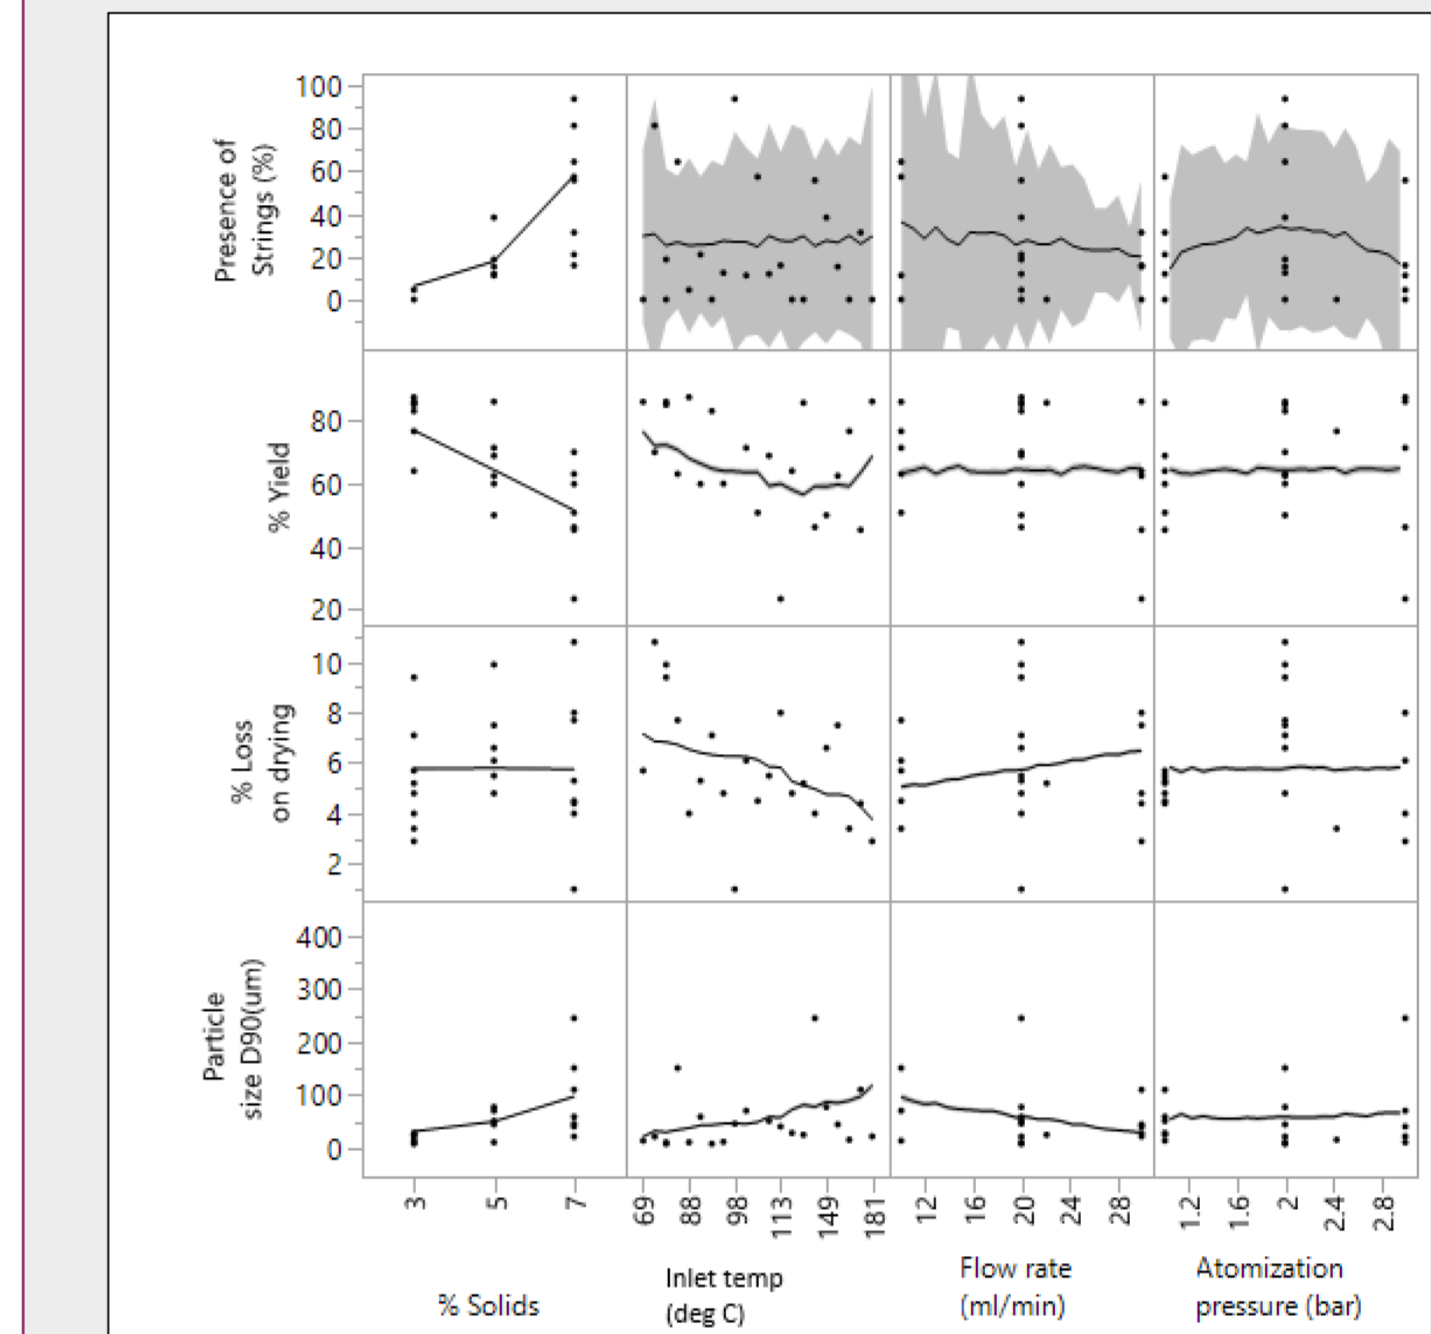 Presence of
Strings (%)
100
80
60
40
20
0
% Yield
80
60
40
20
% Loss
on drying
10
8
6
4
2
Particle
size D90(um)
400
300
200
100
0
3
5
7
69
88
98
113
149
181
12
16
20
24
28
1.2
1.6
2
2.4
2.8
% Solids
Inlet temp
(deg C)
Flow rate
(ml/min)
Atomization
pressure (bar)